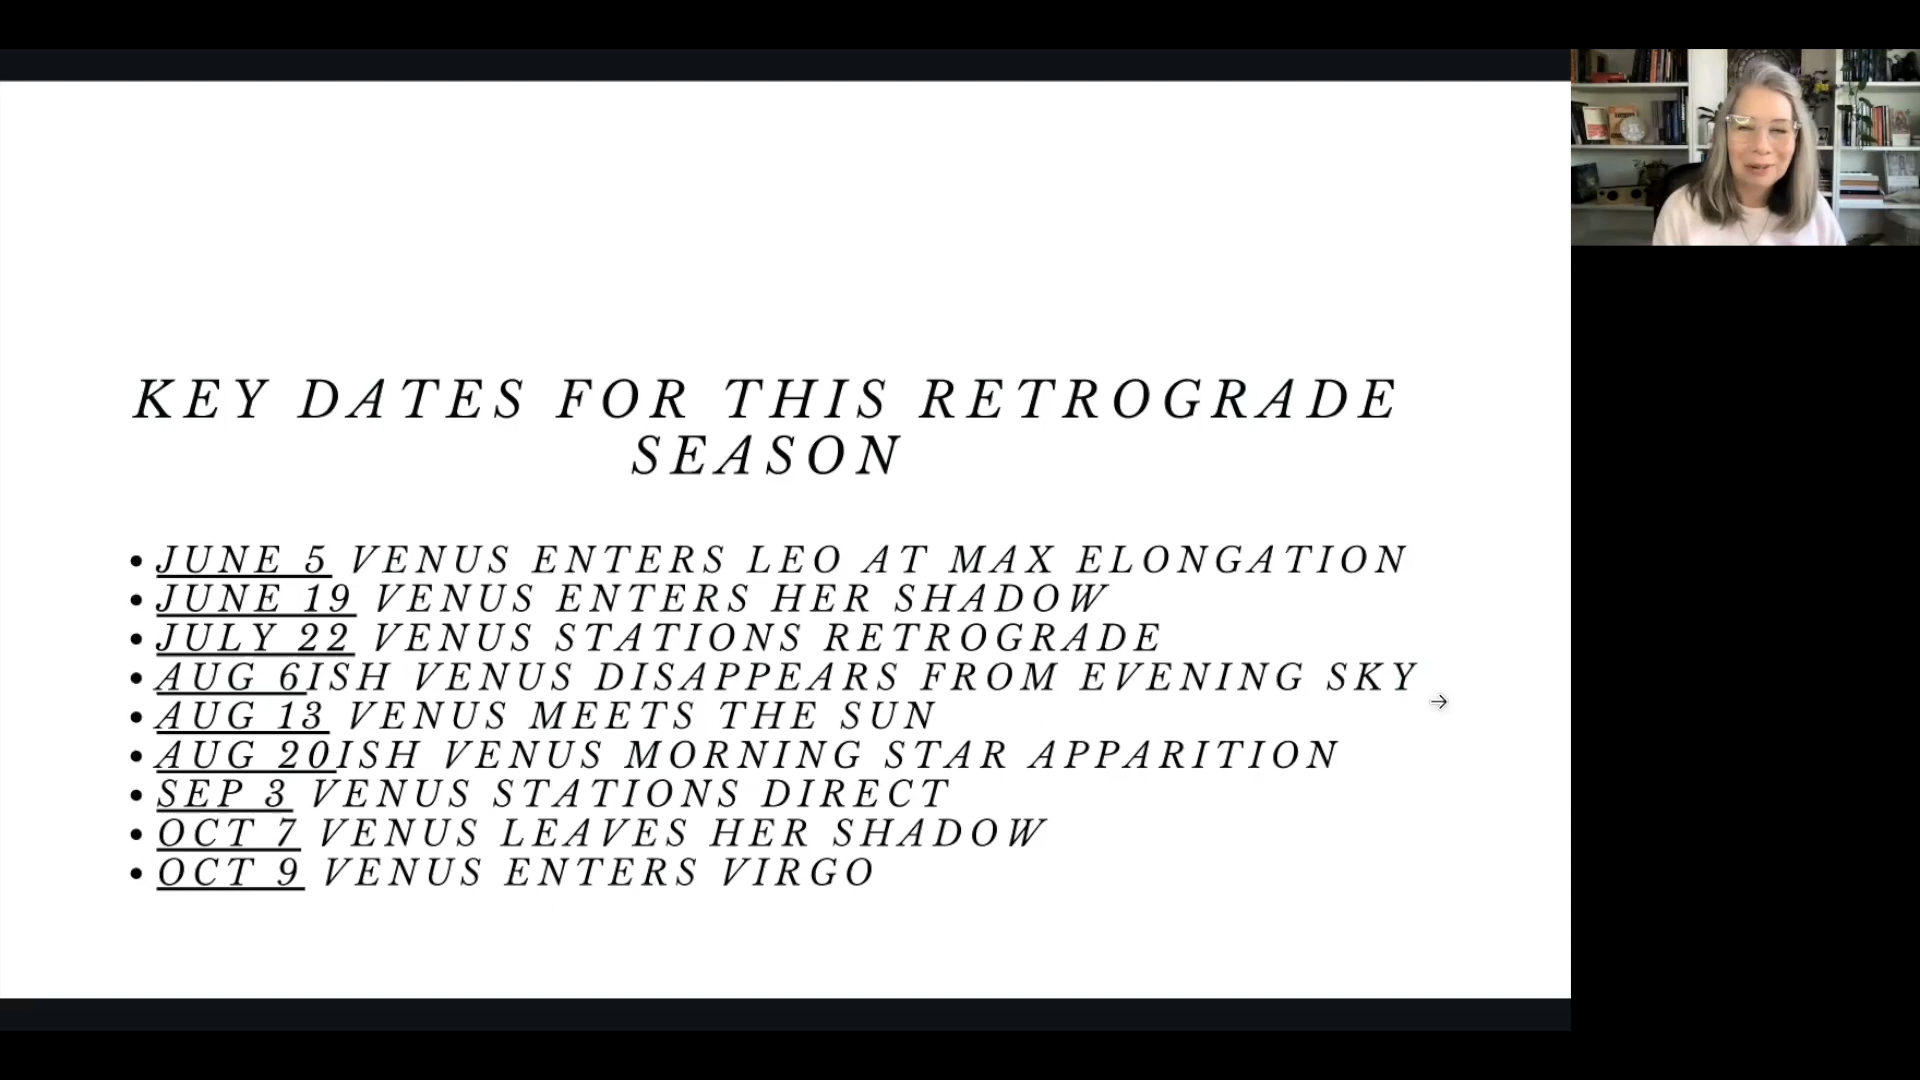 KEY DATES FOR THIS RETROGRADE
SEASON
• JUNE 5 VENUS ENTERS LEO AT MAX ELONGATION
• JUNE 19 VENUS ENTERS HER SHADOW
• JULY 22 VENUS STATIONS RETROGRADE
• AUG 6ISH VENUS DISAPPEARS FROM EVENING SKY
• AUG 13 VENUS MEETS THE SUN
• AUG 20ISH VENUS MORNING STAR APPARITION
• SEP 3 VENUS STATIONS DIRECT
• OCT 7 VENUS LEAVES HER SHADOW
• OCT 9 VENUS ENTERS VIRGO